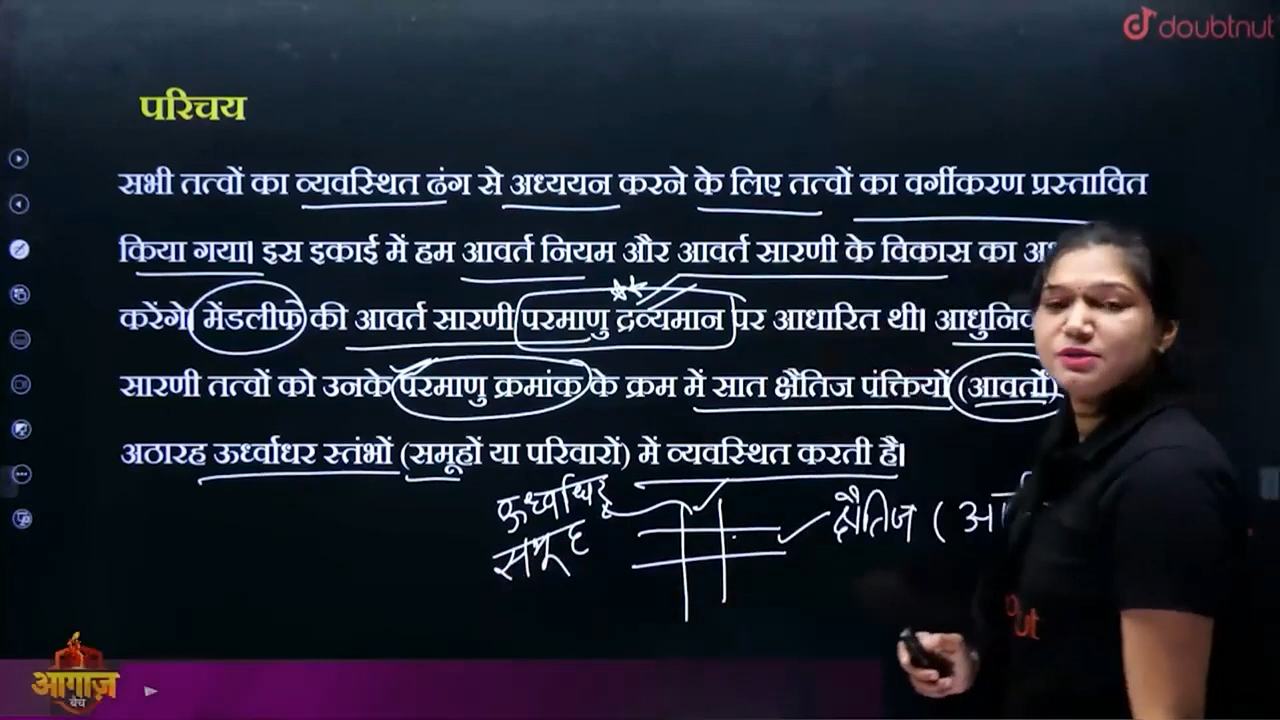 doubtnut
परिचय
सभी तत्वों का व्यवस्थित ढंग से अध्ययन करने के लिए तत्वों का वर्गीकरण प्रस्तावित
किया गया। इस इकाई में हम आवर्त नियम और आवर्त सारणी के विकास का
करेंगे। मेंडलीफ की आवर्त सारणी परमाणु द्रव्यमान पर आधारित थी।
सारणी तत्वों को उनके परमाणु क्रमांक के क्रम में सात क्षैतिज पंक्तियों (आवर्तों)
अठारह ऊर्ध्वाधर स्तंभों (समूहों या परिवारों) में व्यवस्थित करती है।
ऊर्ध्वाधर
समूह
क्षैतिज (
आगाज़
बैच